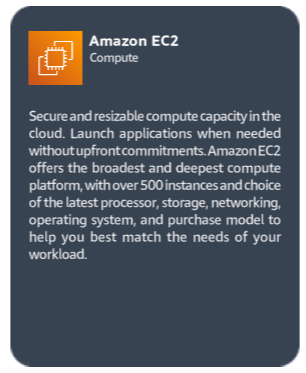 Amazon EC2
Compute
Secure and resizable compute capacity in the
cloud. Launch applications when needed
without upfront commitments. Amazon EC2
offers the broadest and deepest compute
platform, with over 500 instances and choice
of the latest processor, storage, networking,
operating system, and purchase model to
help you best match the needs of your
workload.